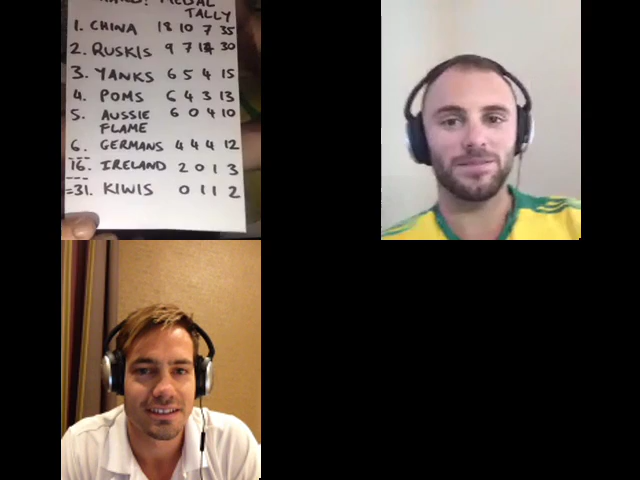 MEDAL
TALLY
1. CHINA 18 10 7 35
2. RUSKIS 9 7 14 30
3. YANKS 6 5 4 15
4. POMS 6 4 3 13
5. AUSSIE 6 0 4 10
FLAME
6. GERMANS 4 4 4 12
16. IRELAND 2 0 1 3
=31. KIWIS 0 1 1 2